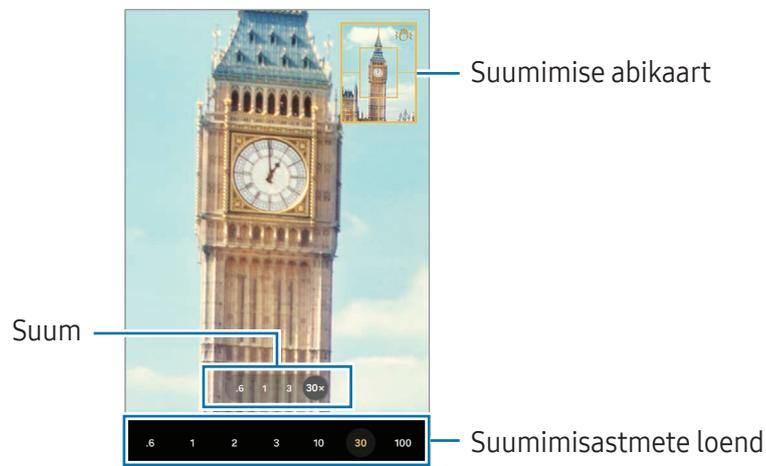 Suumimise abikaart
Suum
.6 1 3 30×
.6 1 2 3 10 30 100
Suumimisastmete loend